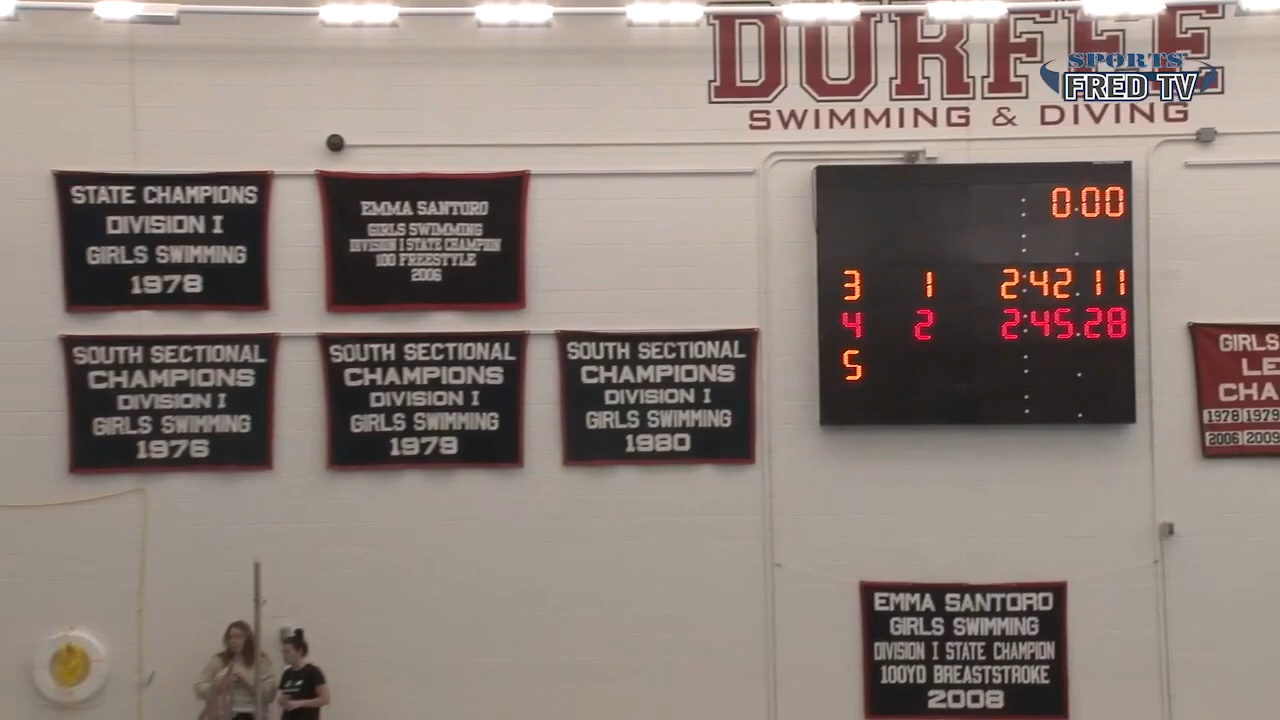 DURFEE
SPORTS
FRED TV
SWIMMING & DIVING
STATE CHAMPIONS
DIVISION I
GIRLS SWIMMING
1978
EMMA SANTORO
GIRLS SWIMMING
DIVISION I STATE CHAMPION
100 FREESTYLE
2006
0:00
3 1 2:42.11
4 2 2:45.28
5
SOUTH SECTIONAL
CHAMPIONS
DIVISION I
GIRLS SWIMMING
1976
SOUTH SECTIONAL
CHAMPIONS
DIVISION I
GIRLS SWIMMING
1979
SOUTH SECTIONAL
CHAMPIONS
DIVISION I
GIRLS SWIMMING
1980
GIRLS
LE
CHA
1978 1979
2006 2009
EMMA SANTORO
GIRLS SWIMMING
DIVISION I STATE CHAMPION
100YD BREASTSTROKE
2008